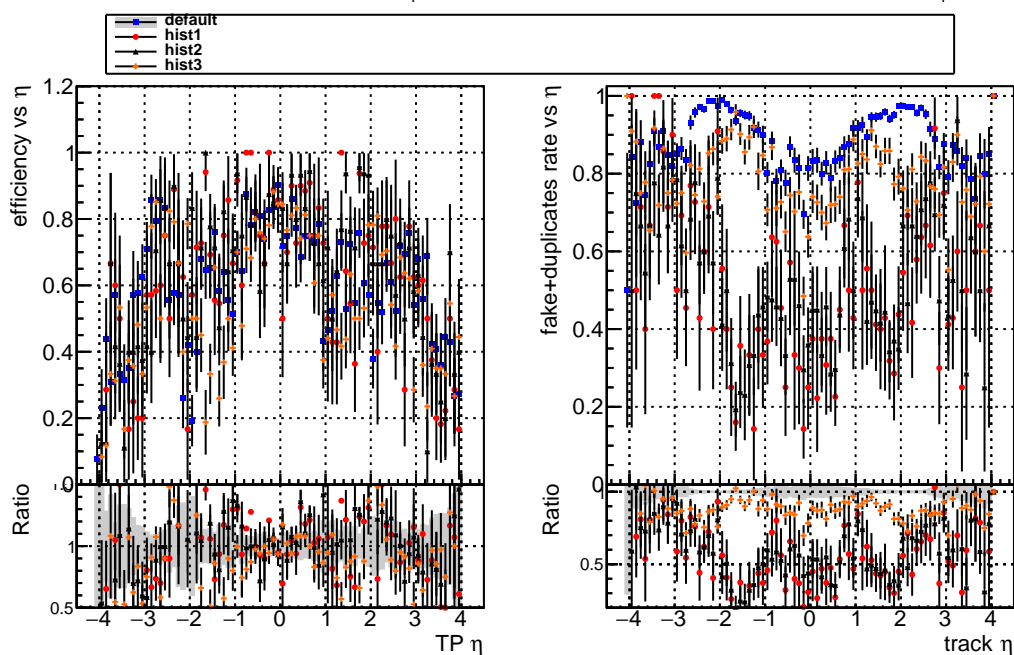 default
hist1
hist2
hist3
efficiency vs η
1.2
1
0.8
0.6
0.4
0.2
0
Ratio
1
0.5
−4 −3 −2 −1 0 1 2 3 4
TP η
fake+duplicates rate vs η
1
0.8
0.6
0.4
0.2
0
Ratio
0.5
−4 −3 −2 −1 0 1 2 3 4
track η